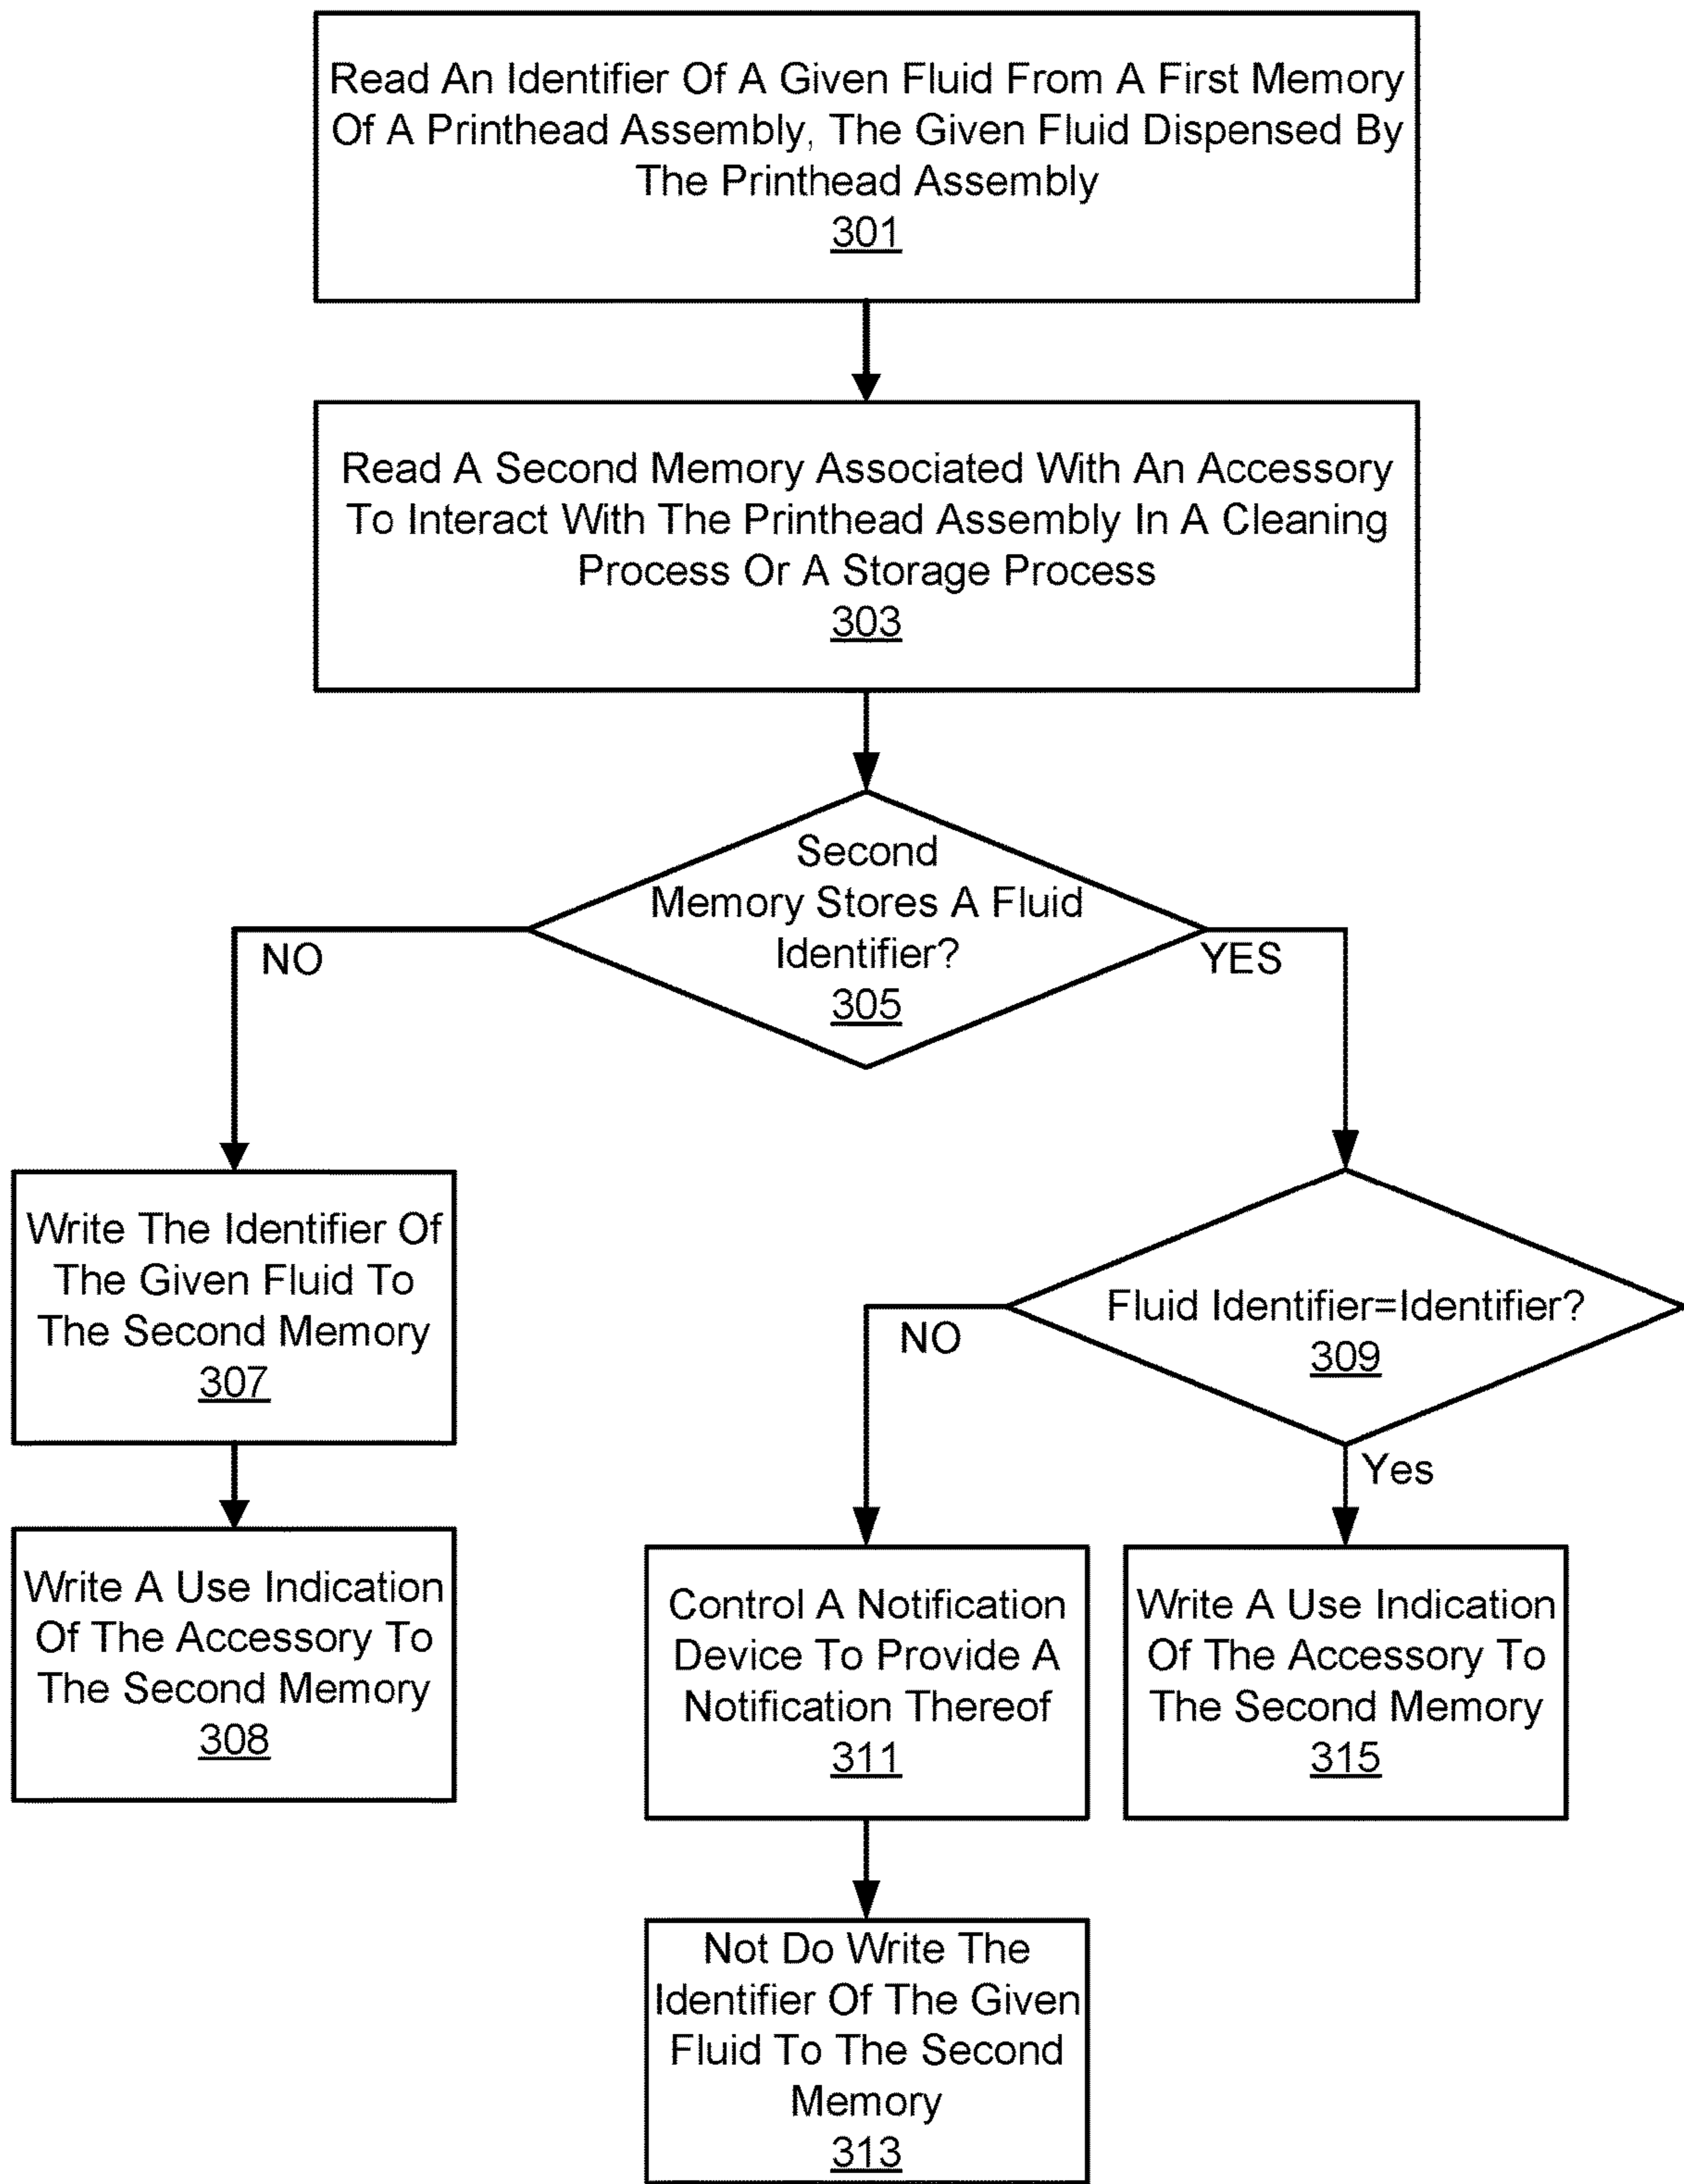 Read An Identifier Of A Given Fluid From A First Memory
Of A Printhead Assembly, The Given Fluid Dispensed By
The Printhead Assembly
301
Read A Second Memory Associated With An Accessory
To Interact With The Printhead Assembly In A Cleaning
Process Or A Storage Process
303
Second
Memory Stores A Fluid
Identifier?
305
NO
YES
Write The Identifier Of
The Given Fluid To
The Second Memory
307
Write A Use Indication
Of The Accessory To
The Second Memory
308
Fluid Identifier=Identifier?
309
NO
Yes
Control A Notification
Device To Provide A
Notification Thereof
311
Write A Use Indication
Of The Accessory To
The Second Memory
315
Not Do Write The
Identifier Of The Given
Fluid To The Second
Memory
313